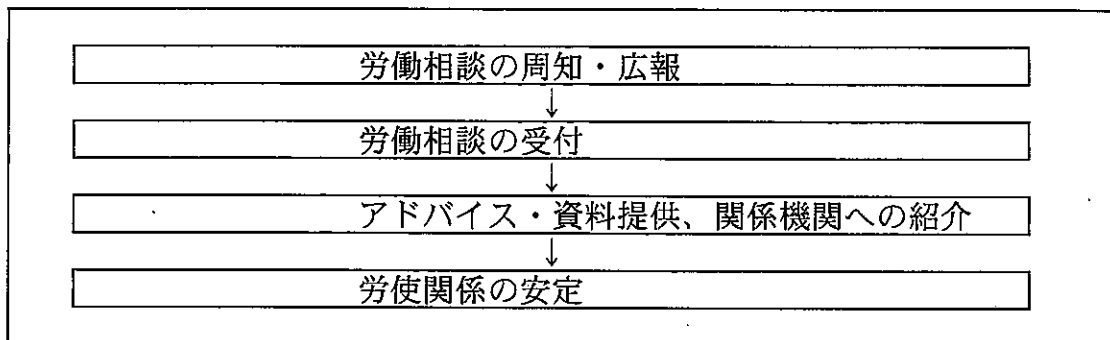 労働相談の周知・広報
↓
労働相談の受付
↓
アドバイス・資料提供、関係機関への紹介
↓
労使関係の安定